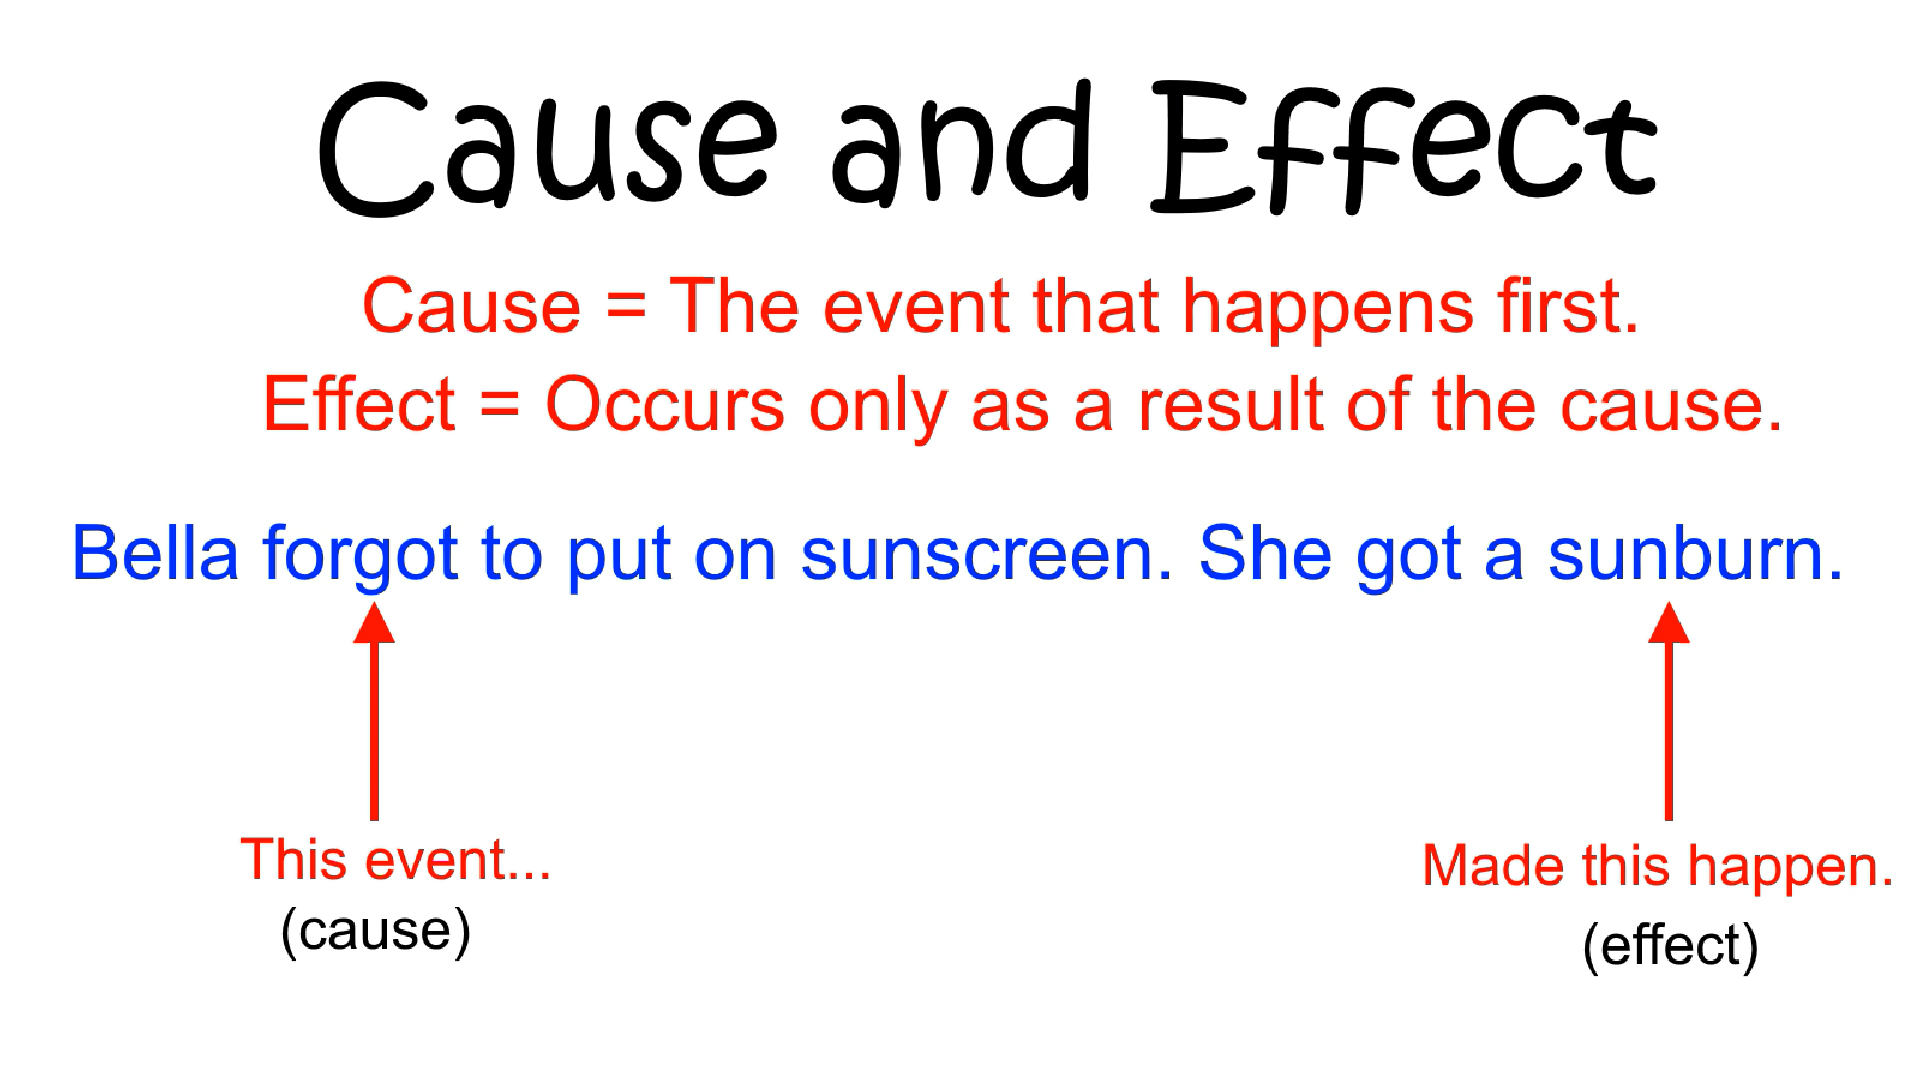 Cause and Effect
Cause = The event that happens first.
Effect = Occurs only as a result of the cause.
Bella forgot to put on sunscreen. She got a sunburn.
This event...
(cause)
Made this happen.
(effect)